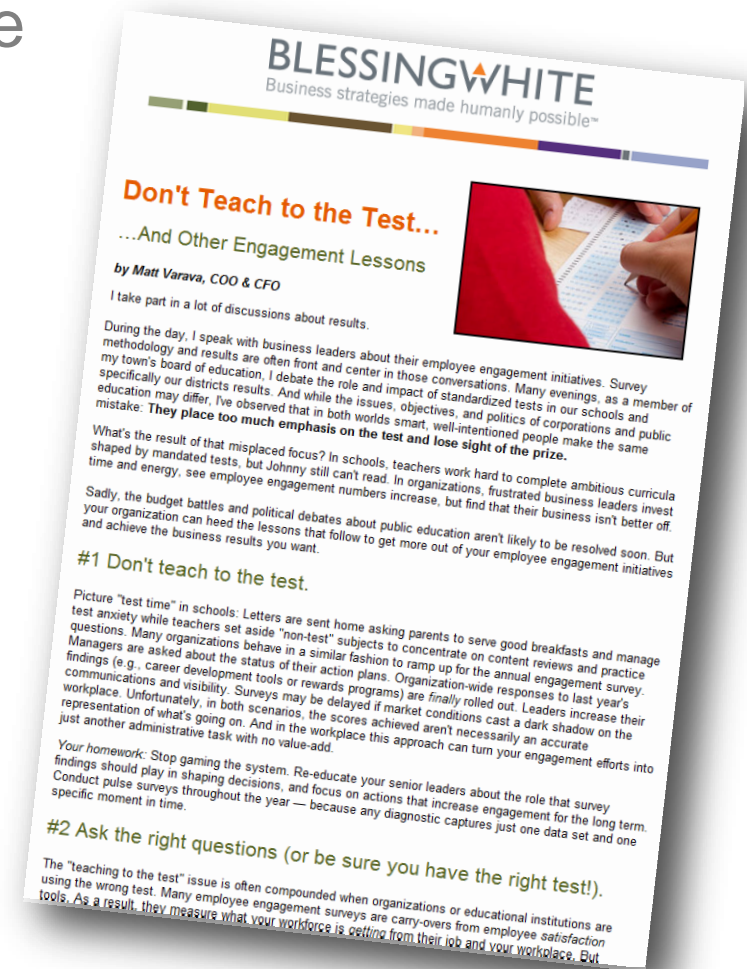 e
BLESSINGWHITE
Business strategies made humanly possible™
Don't Teach to the Test...
...And Other Engagement Lessons
by Matt Varava, COO & CFO
I take part in a lot of discussions about results.
During the day, I speak with business leaders about their employee engagement initiatives. Survey
methodology and results are often front and center in those conversations. Many evenings, as a member of
my town's board of education, I debate the role and impact of standardized tests in our schools and
specifically our districts results. And while the issues, objectives, and politics of corporations and public
education may differ, I've observed that in both worlds smart, well-intentioned people make the same
mistake: They place too much emphasis on the test and lose sight of the prize.
What's the result of that misplaced focus? In schools, teachers work hard to complete ambitious curricula
shaped by mandated tests, but Johnny still can't read. In organizations, frustrated business leaders invest
time and energy, see employee engagement numbers increase, but find that their business isn't better off.
Sadly, the budget battles and political debates about public education aren't likely to be resolved soon. But
your organization can heed the lessons that follow to get more out of your employee engagement initiatives
and achieve the business results you want.
#1 Don't teach to the test.
Picture "test time" in schools: Letters are sent home asking parents to serve good breakfasts and manage
test anxiety while teachers set aside "non-test" subjects to concentrate on content reviews and practice
questions. Many organizations behave in a similar fashion to ramp up for the annual engagement survey.
Managers are asked about the status of their action plans. Organization-wide responses to last year's
findings (e.g., career development tools or rewards programs) are finally rolled out. Leaders increase their
communications and visibility. Surveys may be delayed if market conditions cast a dark shadow on the
workplace. Unfortunately, in both scenarios, the scores achieved aren't necessarily an accurate
representation of what's going on. And in the workplace this approach can turn your engagement efforts into
just another administrative task with no value-add.
Your homework: Stop gaming the system. Re-educate your senior leaders about the role that survey
findings should play in shaping decisions, and focus on actions that increase engagement for the long term.
Conduct pulse surveys throughout the year — because any diagnostic captures just one data set and one
specific moment in time.
#2 Ask the right questions (or be sure you have the right test!).
The "teaching to the test" issue is often compounded when organizations or educational institutions are
using the wrong test. Many employee engagement surveys are carry-overs from employee satisfaction
tools. As a result, they measure what your workforce is getting from their job and your workplace. But